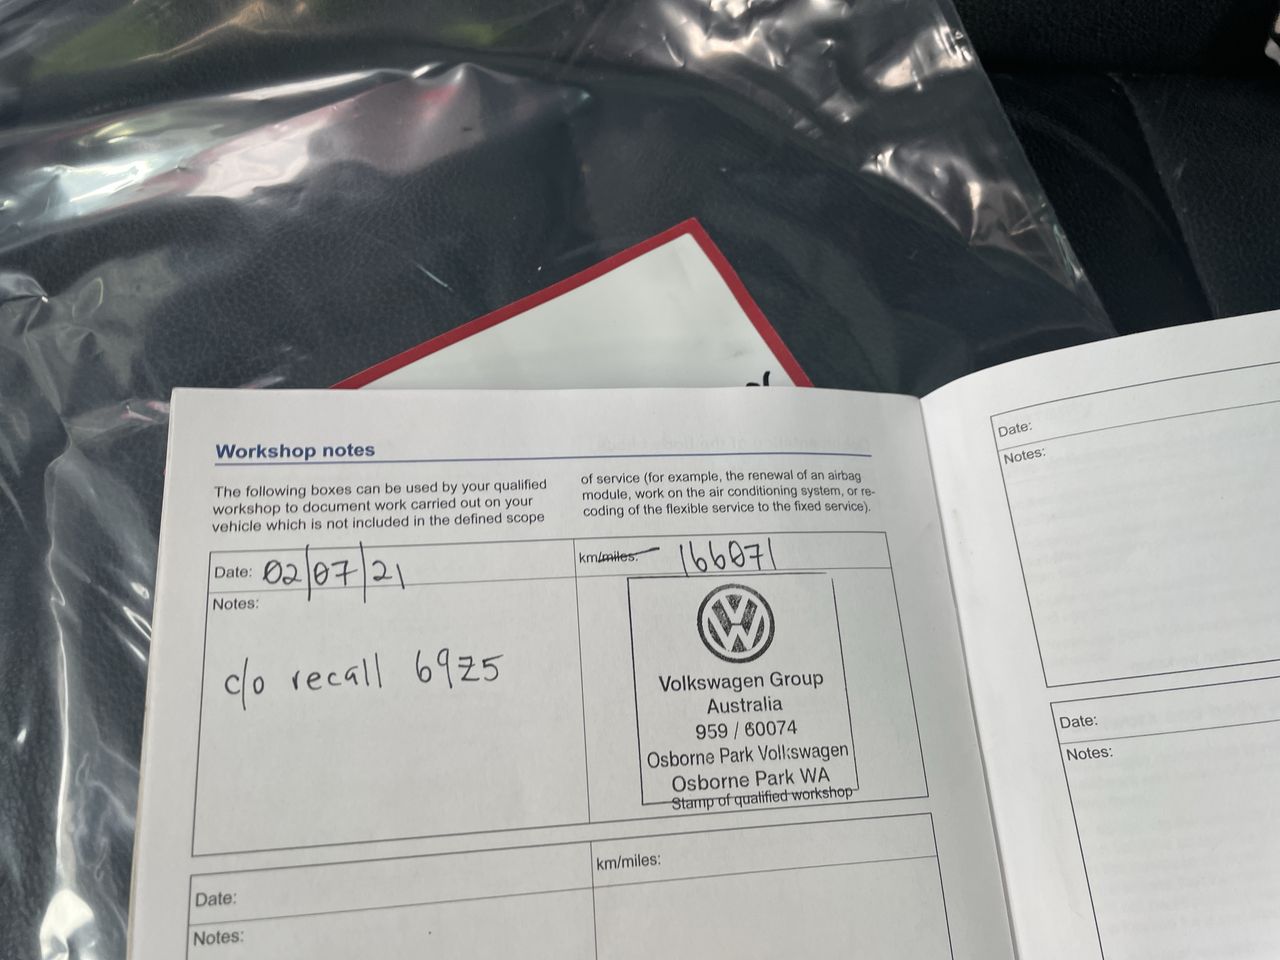 Workshop notes
The following boxes can be used by your qualified
workshop to document work carried out on your
vehicle which is not included in the defined scope
of service (for example, the renewal of an airbag
module, work on the air conditioning system, or re-
coding of the flexible service to the fixed service).
Date: 02/07/21
km/miles: 166071
Notes:
c/o recall 69Z5
Volkswagen Group
Australia
959 / 60074
Osborne Park Volkswagen
Osborne Park WA
Stamp of qualified workshop
Date:
km/miles:
Notes:
Date:
Notes:
Date:
Notes: